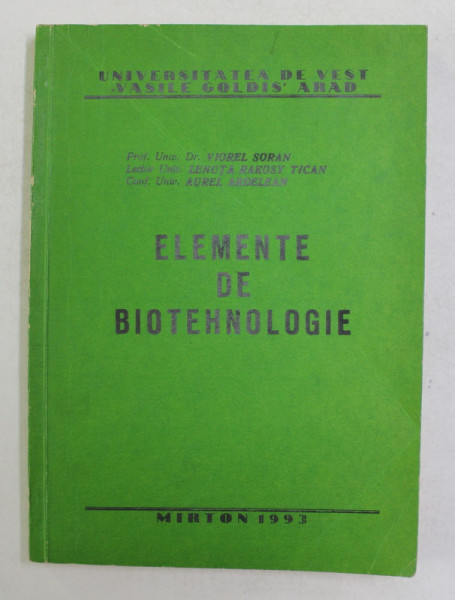 UNIVERSITATEA DE VEST
„VASILE GOLDIS" ARAD
Prof. Univ. Dr. VIOREL SORAN
Lector Univ. LENUTA RAKOSY TICAN
Conf. Univ. AUREL ARDELEAN
ELEMENTE
DE
BIOTEHNOLOGIE
MIRTON 1993